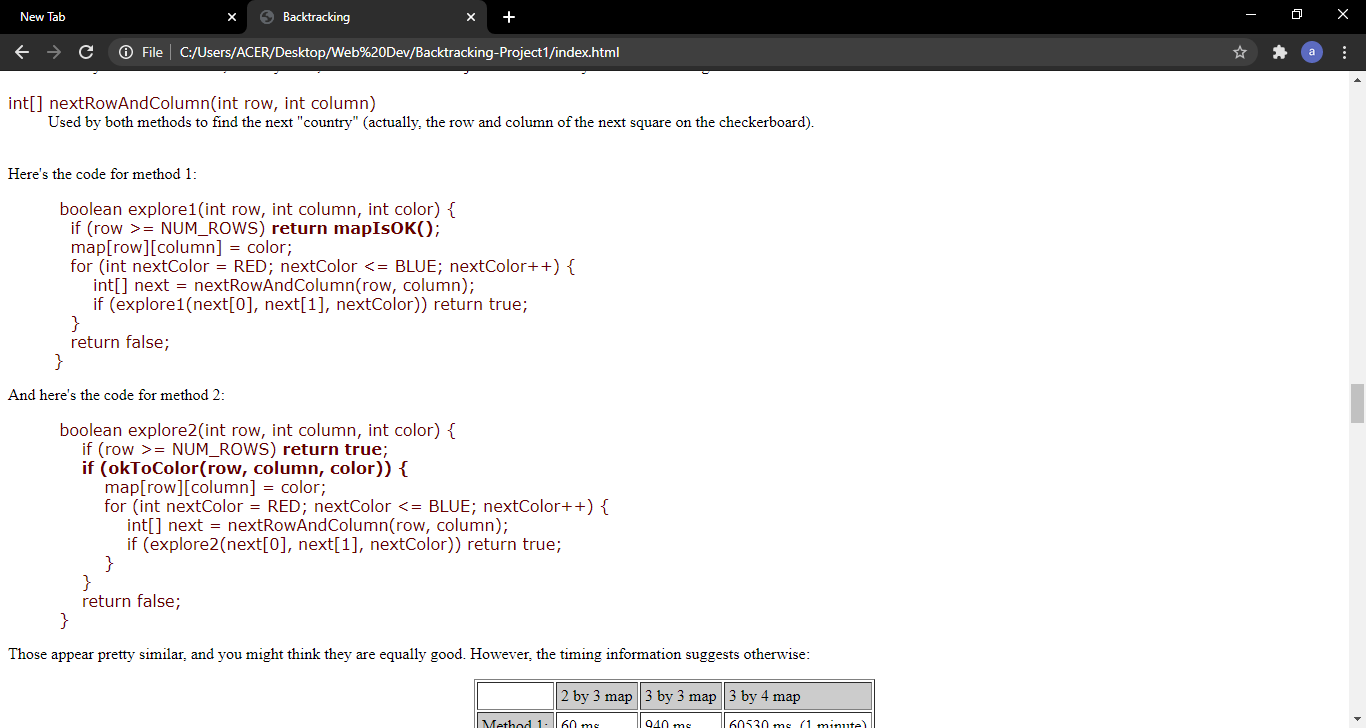 New Tab
Backtracking
File C:/Users/ACER/Desktop/Web%20Dev/Backtracking-Project1/index.html
a
int[] nextRowAndColumn(int row, int column)
Used by both methods to find the next "country" (actually, the row and column of the next square on the checkerboard).
Here's the code for method 1:
boolean explore1(int row, int column, int color) {
if (row >= NUM_ROWS) return mapIsOK();
map[row][column] = color;
for (int nextColor = RED; nextColor <= BLUE; nextColor++) {
int[] next = nextRowAndColumn(row, column);
if (explore1(next[0], next[1], nextColor)) return true;
}
return false;
}
And here's the code for method 2:
boolean explore2(int row, int column, int color) {
if (row >= NUM_ROWS) return true;
if (okToColor(row, column, color)) {
map[row][column] = color;
for (int nextColor = RED; nextColor <= BLUE; nextColor++) {
int[] next = nextRowAndColumn(row, column);
if (explore2(next[0], next[1], nextColor)) return true;
}
}
return false;
}
Those appear pretty similar, and you might think they are equally good. However, the timing information suggests otherwise:
2 by 3 map 3 by 3 map 3 by 4 map
Method 1: 60 ms. 940 ms. 60530 ms. (1 minute)